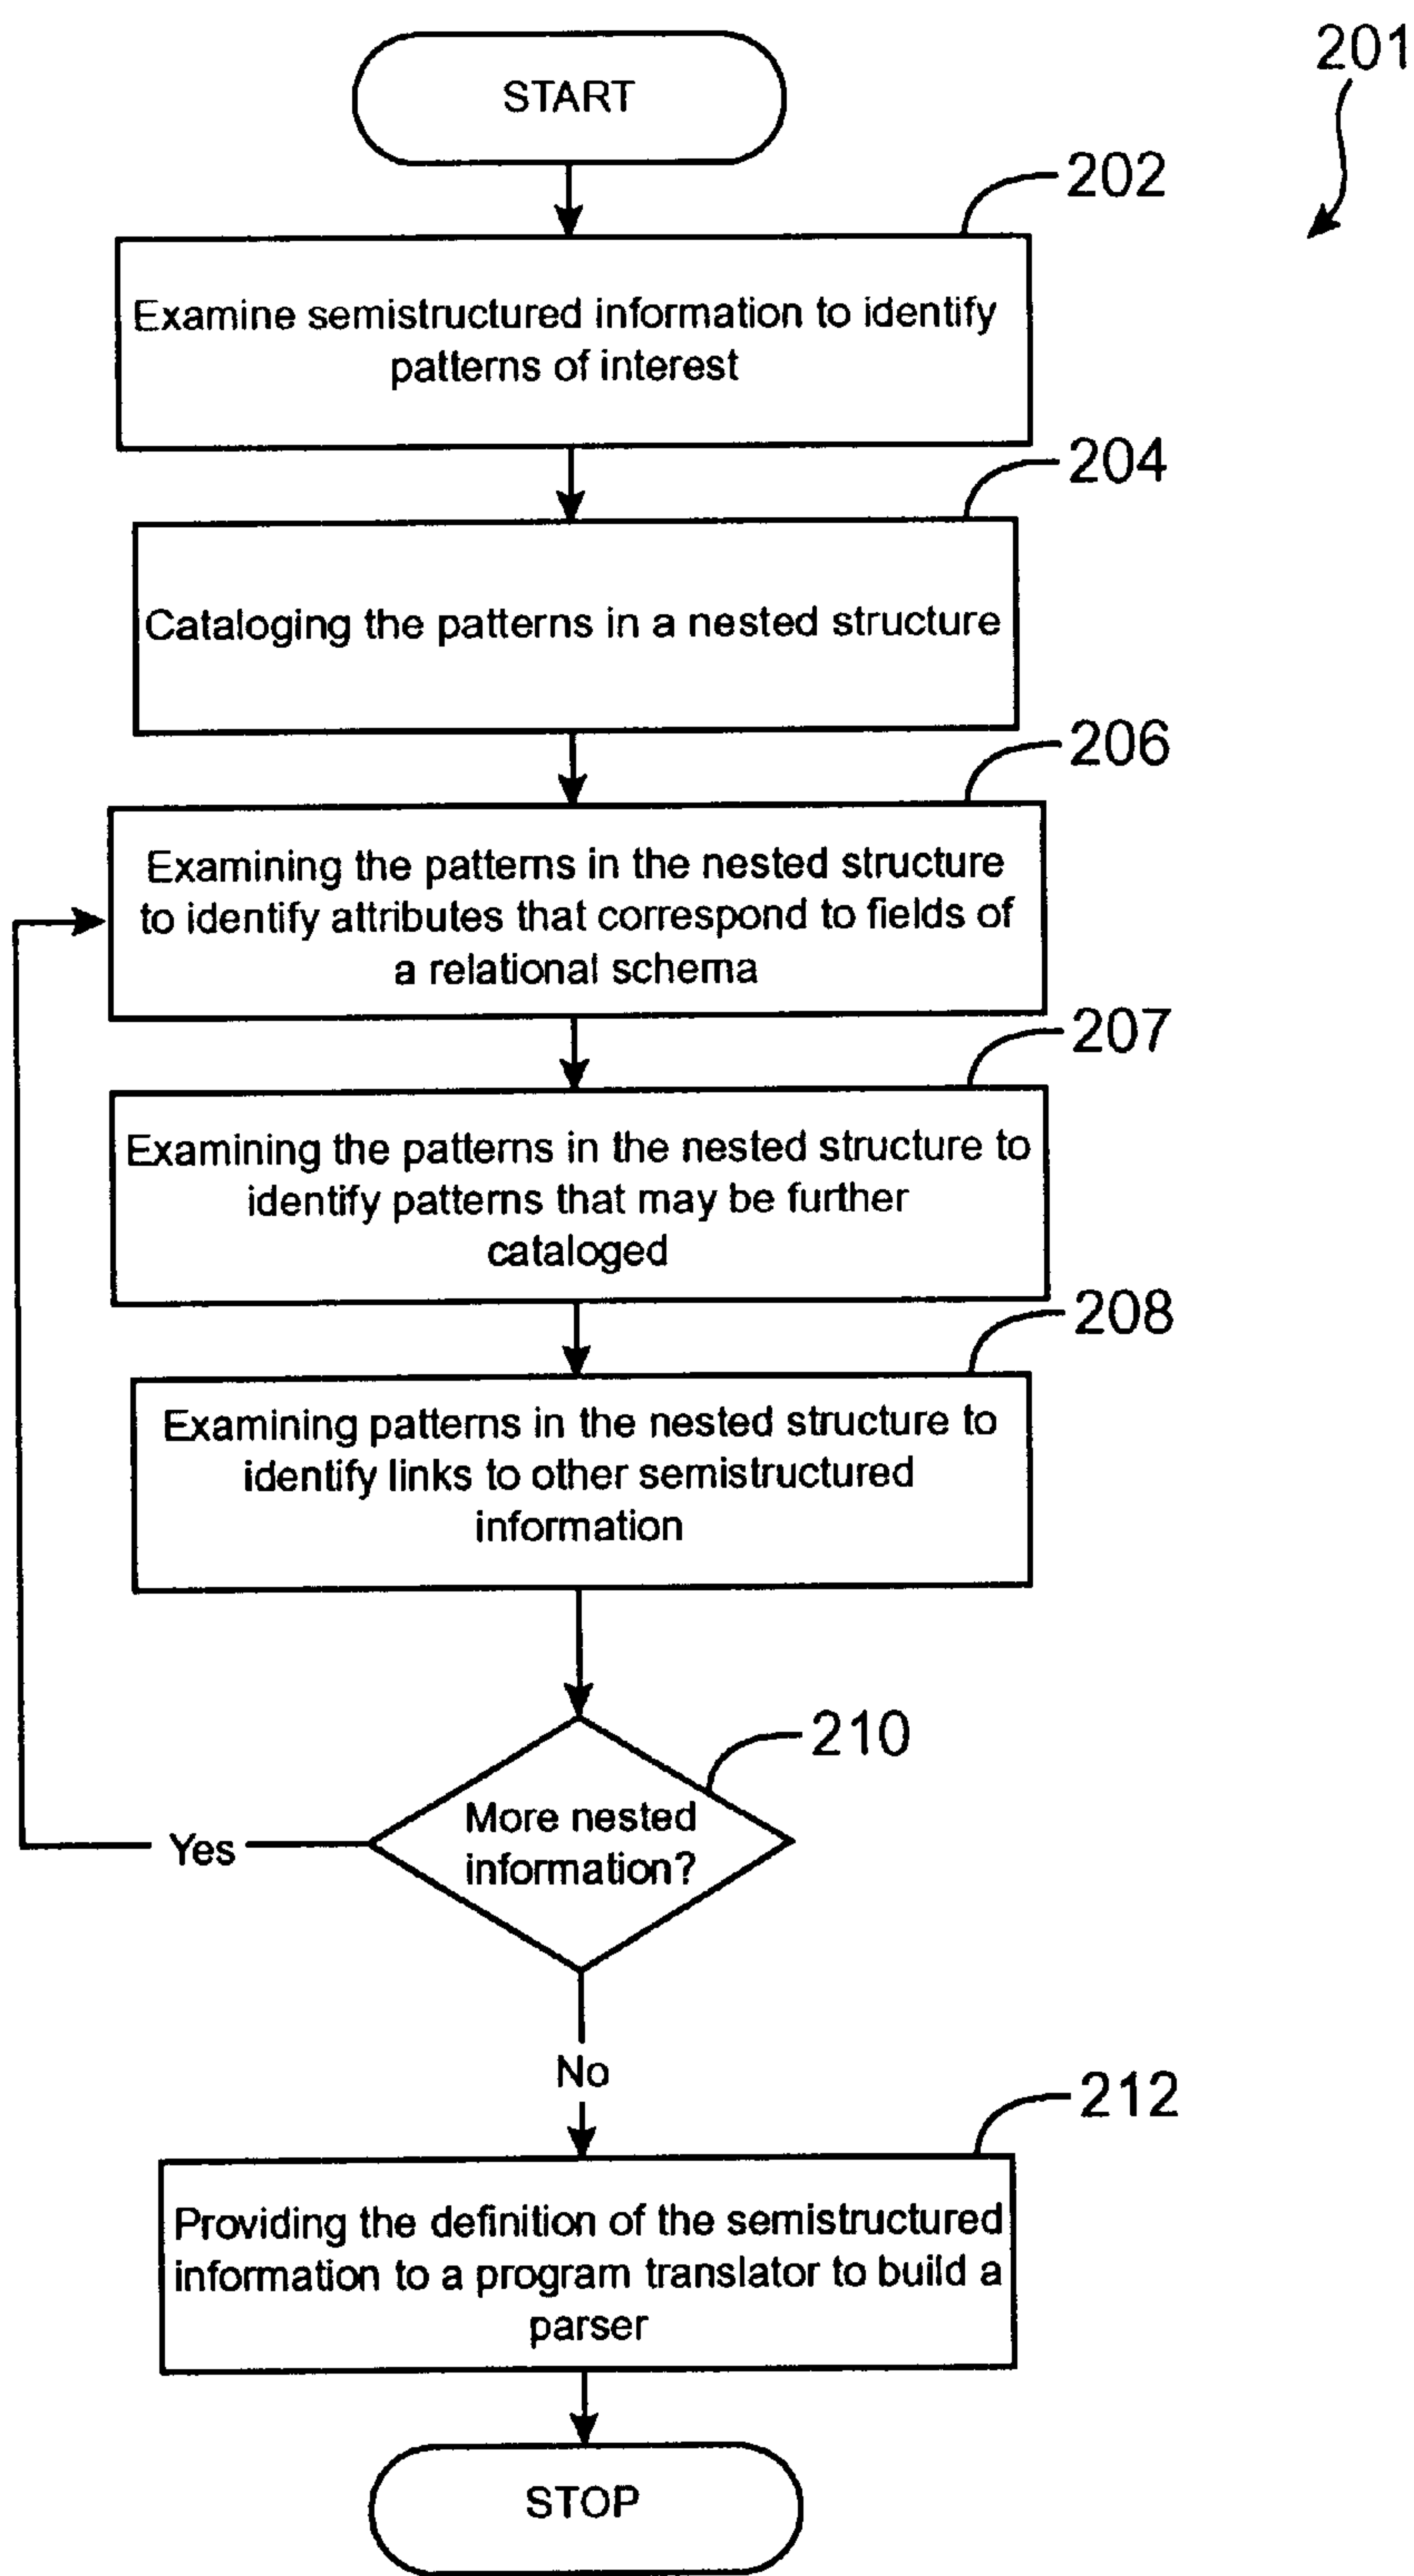 201
START
202
Examine semistructured information to identify
patterns of interest
204
Cataloging the patterns in a nested structure
206
Examining the patterns in the nested structure
to identify attributes that correspond to fields of
a relational schema
207
Examining the patterns in the nested structure to
identify patterns that may be further
cataloged
208
Examining patterns in the nested structure to
identify links to other semistructured
information
210
More nested
information?
Yes
No
212
Providing the definition of the semistructured
information to a program translator to build a
parser
STOP